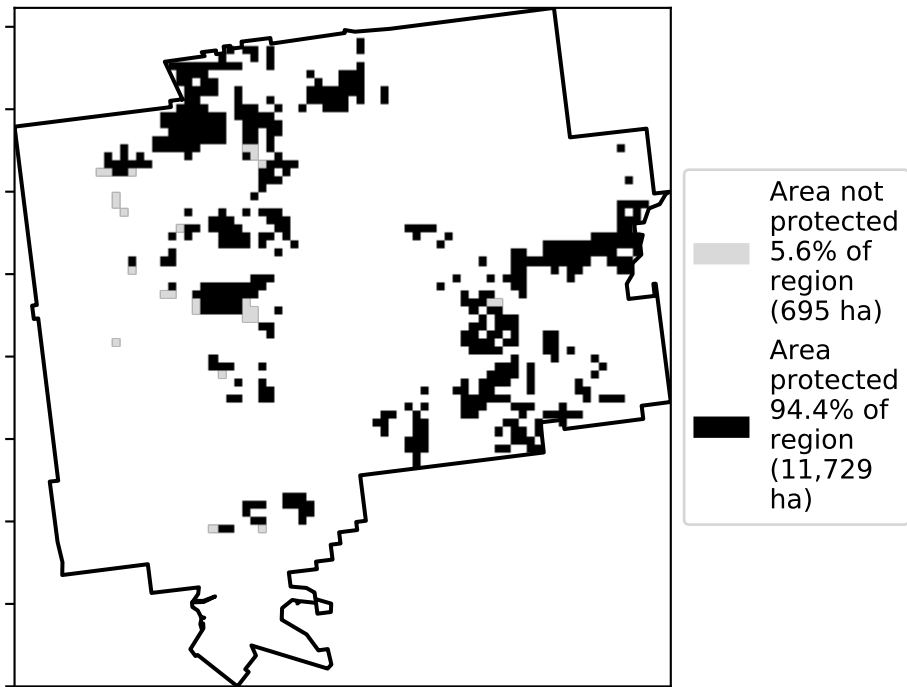 Area not
protected
5.6% of
region
(695 ha)
Area
protected
94.4% of
region
(11,729
ha)